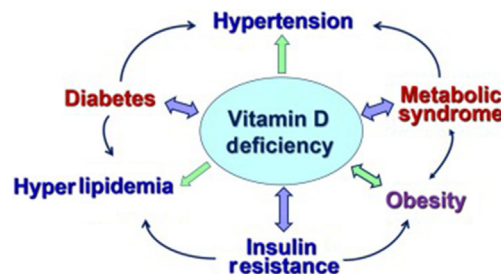 Hypertension
Diabetes
Metabolic
syndrome
Vitamin D
deficiency
Hyper lipidemia
Obesity
Insulin
resistance